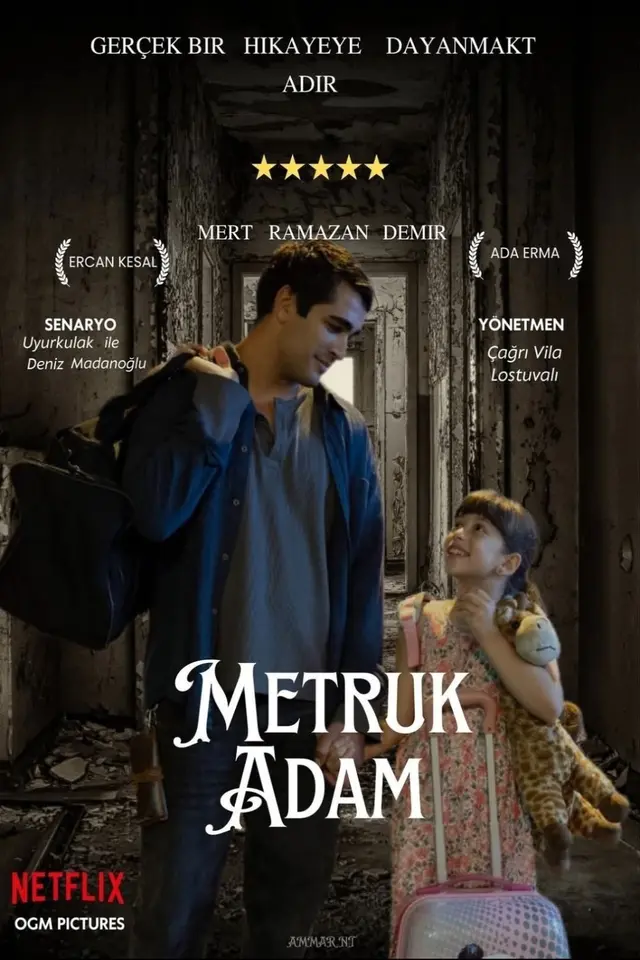 GERÇEK BIR HIKAYEYE DAYANMAKT
ADIR
MERT RAMAZAN DEMIR
ERCAN KESAL
ADA ERMA
SENARYO
Uyurkulak ile
Deniz Madanoğlu
YÖNETMEN
Çağrı Vila
Lostuvalı
METRUK
ADAM
NETFLIX
OGM PICTURES
AMMAR.NT